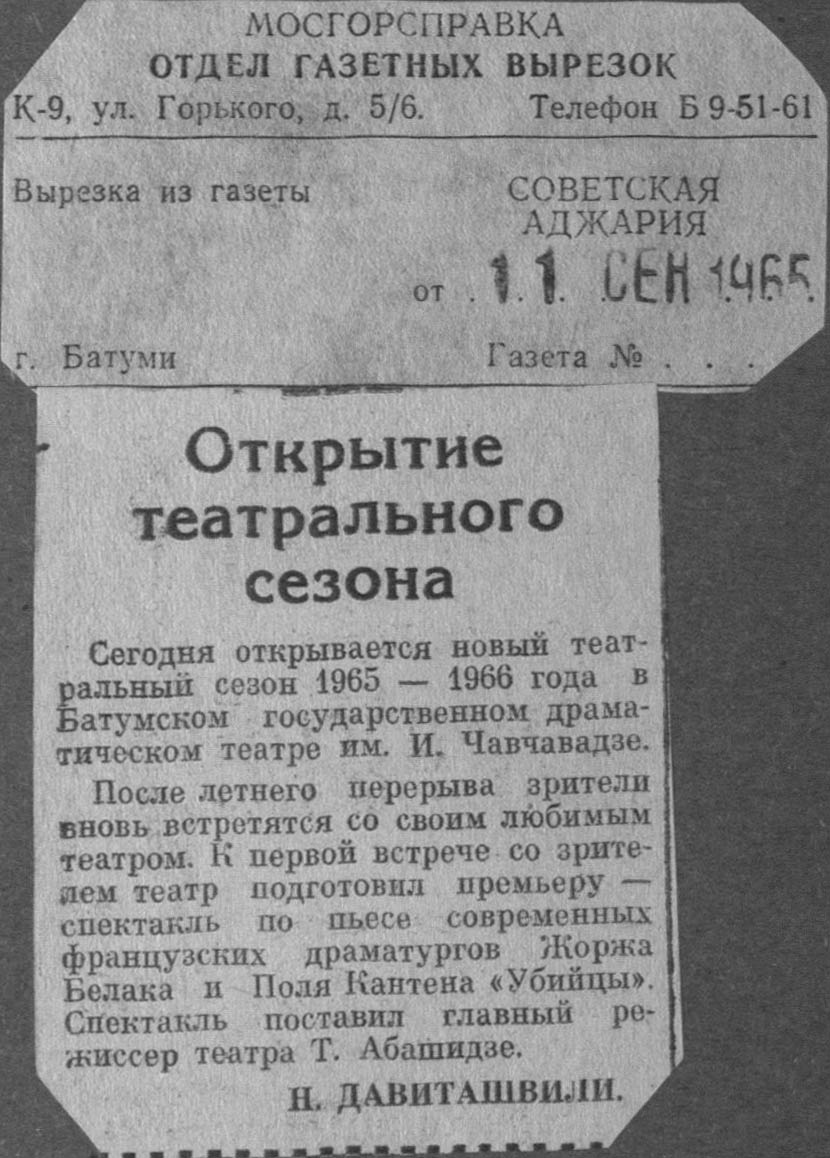 МОСГОРСПРАВКА
ОТДЕЛ ГАЗЕТНЫХ ВЫРЕЗОК
К-9, ул. Горького, д. 5/6. Телефон Б 9-51-61
Вырезка из газеты
СОВЕТСКАЯ
АДЖАРИЯ
от . 11. СЕН 1965.
г. Батуми Газета № . . .
Открытие
театрального
сезона
Сегодня открывается новый теат-
ральный сезон 1965 — 1966 года в
Батумском государственном драма-
тическом театре им. И. Чавчавадзе.
После летнего перерыва зрители
вновь встретятся со своим любимым
театром. К первой встрече со зрите-
лем театр подготовил премьеру —
спектакль по пьесе современных
французских драматургов Жоржа
Белака и Поля Кантена «Убийцы».
Спектакль поставил главный ре-
жиссер театра Т. Абашидзе.
Н. ДАВИТАШВИЛИ.